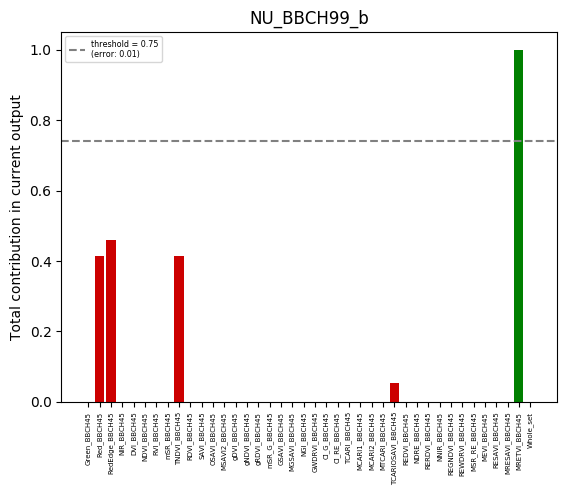 NU_BBCH99_b
threshold = 0.75
(error: 0.01)
Total contribution in current output
1.0
0.8
0.6
0.4
0.2
0.0
Green_BBCH45
Red_BBCH45
RedEdge_BBCH45
NIR_BBCH45
DVI_BBCH45
NDVI_BBCH45
RVI_BBCH45
mSR_BBCH45
TNDVI_BBCH45
RDVI_BBCH45
SAVI_BBCH45
OSAVI_BBCH45
MSAVI2_BBCH45
gDVI_BBCH45
gNDVI_BBCH45
gRDVI_BBCH45
mSR_G_BBCH45
GSAVI_BBCH45
MGSAVI_BBCH45
NGI_BBCH45
GWDRVI_BBCH45
CI_G_BBCH45
CI_RE_BBCH45
TCARI_BBCH45
MCARI1_BBCH45
MCARI2_BBCH45
MTCARI_BBCH45
TCARIOSAVI_BBCH45
REDVI_BBCH45
NDRE_BBCH45
RERDVI_BBCH45
NNIR_BBCH45
REGNDVI_BBCH45
REWDRVI_BBCH45
MSR_RE_BBCH45
MEVI_BBCH45
RESAVI_BBCH45
MRESAVI_BBCH45
MRETVI_BBCH45
Whole_set